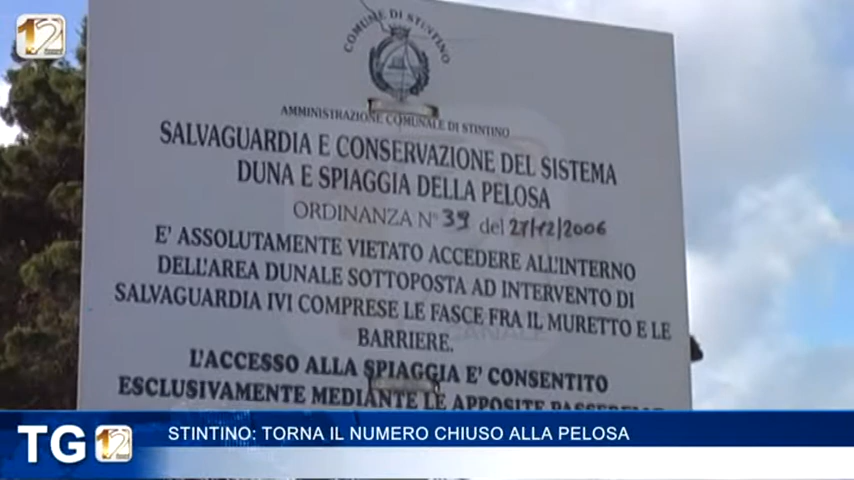 12
COMUNE DI STINTINO
AMMINISTRAZIONE COMUNALE DI STINTINO
SALVAGUARDIA E CONSERVAZIONE DEL SISTEMA
DUNA E SPIAGGIA DELLA PELOSA
ORDINANZA N° 39 del 27/12/2006
E' ASSOLUTAMENTE VIETATO ACCEDERE ALL'INTERNO
DELL'AREA DUNALE SOTTOPOSTA AD INTERVENTO DI
SALVAGUARDIA IVI COMPRESE LE FASCE FRA IL MURETTO E LE
BARRIERE.
CANALE
L'ACCESSO ALLA SPIAGGIA E' CONSENTITO
ESCLUSIVAMENTE MEDIANTE LE APPOSITE
TG 12 STINTINO: TORNA IL NUMERO CHIUSO ALLA PELOSA